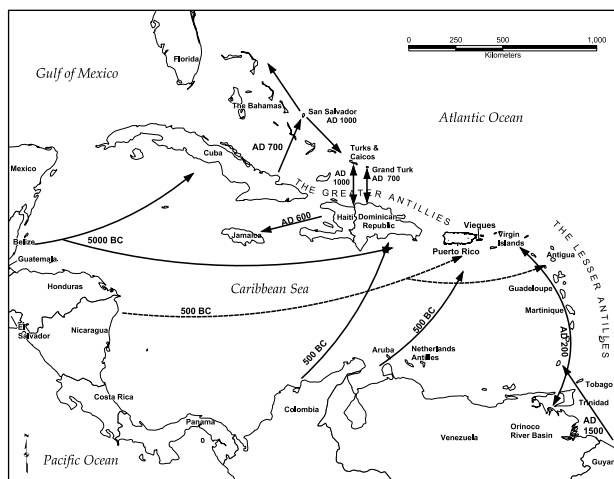 0 250 500 1,000
Kilometers
Gulf of Mexico
Florida
The Bahamas
San Salvador
AD 1000
Atlantic Ocean
Mexico
Cuba
AD 700
Turks &
Caicos
AD
1000
Grand Turk
AD 700
THE GREATER ANTILLIES
Belize
5000 BC
Guatemala
Jamaica
AD 600
Haiti
Dominican
Republic
Vieques
Puerto Rico
Virgin
Islands
THE LESSER ANTILLES
Antigua
Guadeloupe
Martinique
Honduras
Caribbean Sea
500 BC
El
Salvador
Nicaragua
500 BC
500 BC
Aruba
Netherlands
Antilles
AD 200
Tobago
Trinidad
Costa Rica
Panama
Colombia
Venezuela
Orinoco
River Basin
AD
1500
Guyana
Pacific Ocean